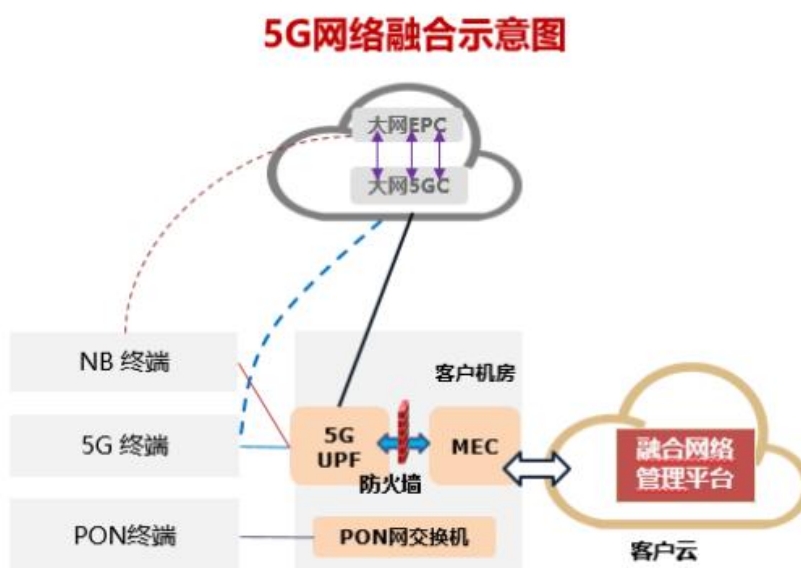 5G网络融合示意图
大网EPC
大网5GC
NB 终端
客户机房
5G 终端
5G
UPF
MEC
防火墙
融合网络
管理平台
PON终端
PON网交换机
客户云